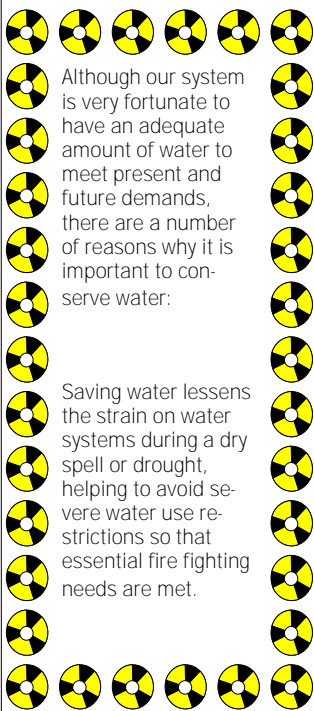 Although our system
is very fortunate to
have an adequate
amount of water to
meet present and
future demands,
there are a number
of reasons why it is
important to con-
serve water:
Saving water lessens
the strain on water
systems during a dry
spell or drought,
helping to avoid se-
vere water use re-
strictions so that
essential fire fighting
needs are met.